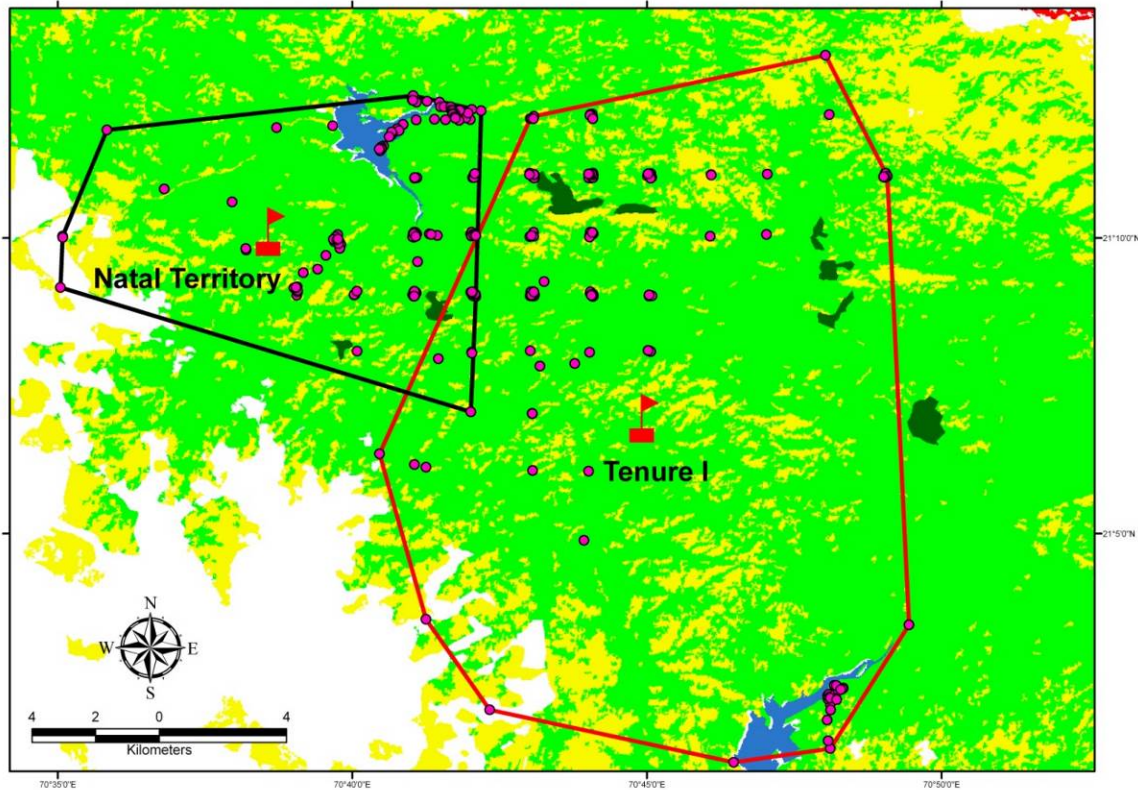 Natal Territory
21°10'0"N
Tenure I
21°5'0"N
N
W E
S
4 2 0 4
Kilometers
70°35'0"E 70°40'0"E 70°45'0"E 70°50'0"E